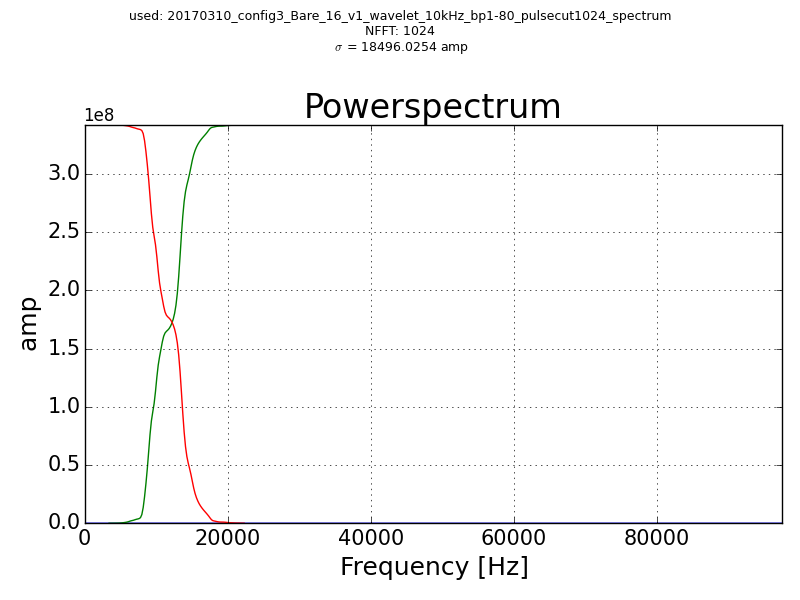 used: 20170310_config3_Bare_16_v1_wavelet_10kHz_bp1-80_pulsecut1024_spectrum
NFFT: 1024
σ = 18496.0254 amp
Powerspectrum
1e8
3.0
2.5
2.0
1.5
1.0
0.5
0.0
amp
0 20000 40000 60000 80000
Frequency [Hz]